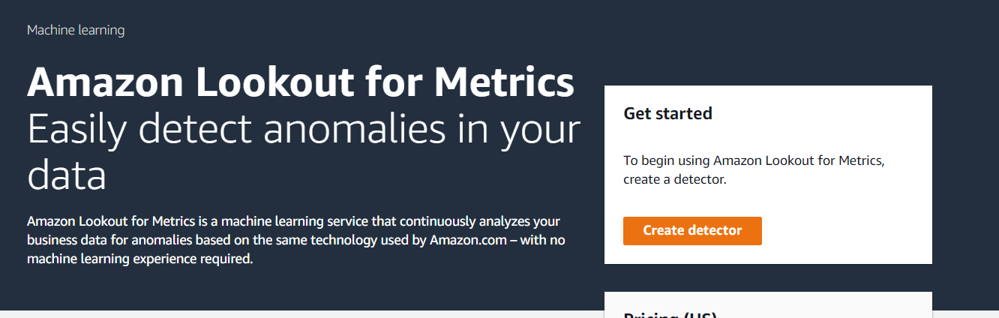 Machine learning
Amazon Lookout for Metrics
Easily detect anomalies in your
data
Amazon Lookout for Metrics is a machine learning service that continuously analyzes your
business data for anomalies based on the same technology used by Amazon.com – with no
machine learning experience required.
Get started
To begin using Amazon Lookout for Metrics,
create a detector.
Create detector
Pricing (US)